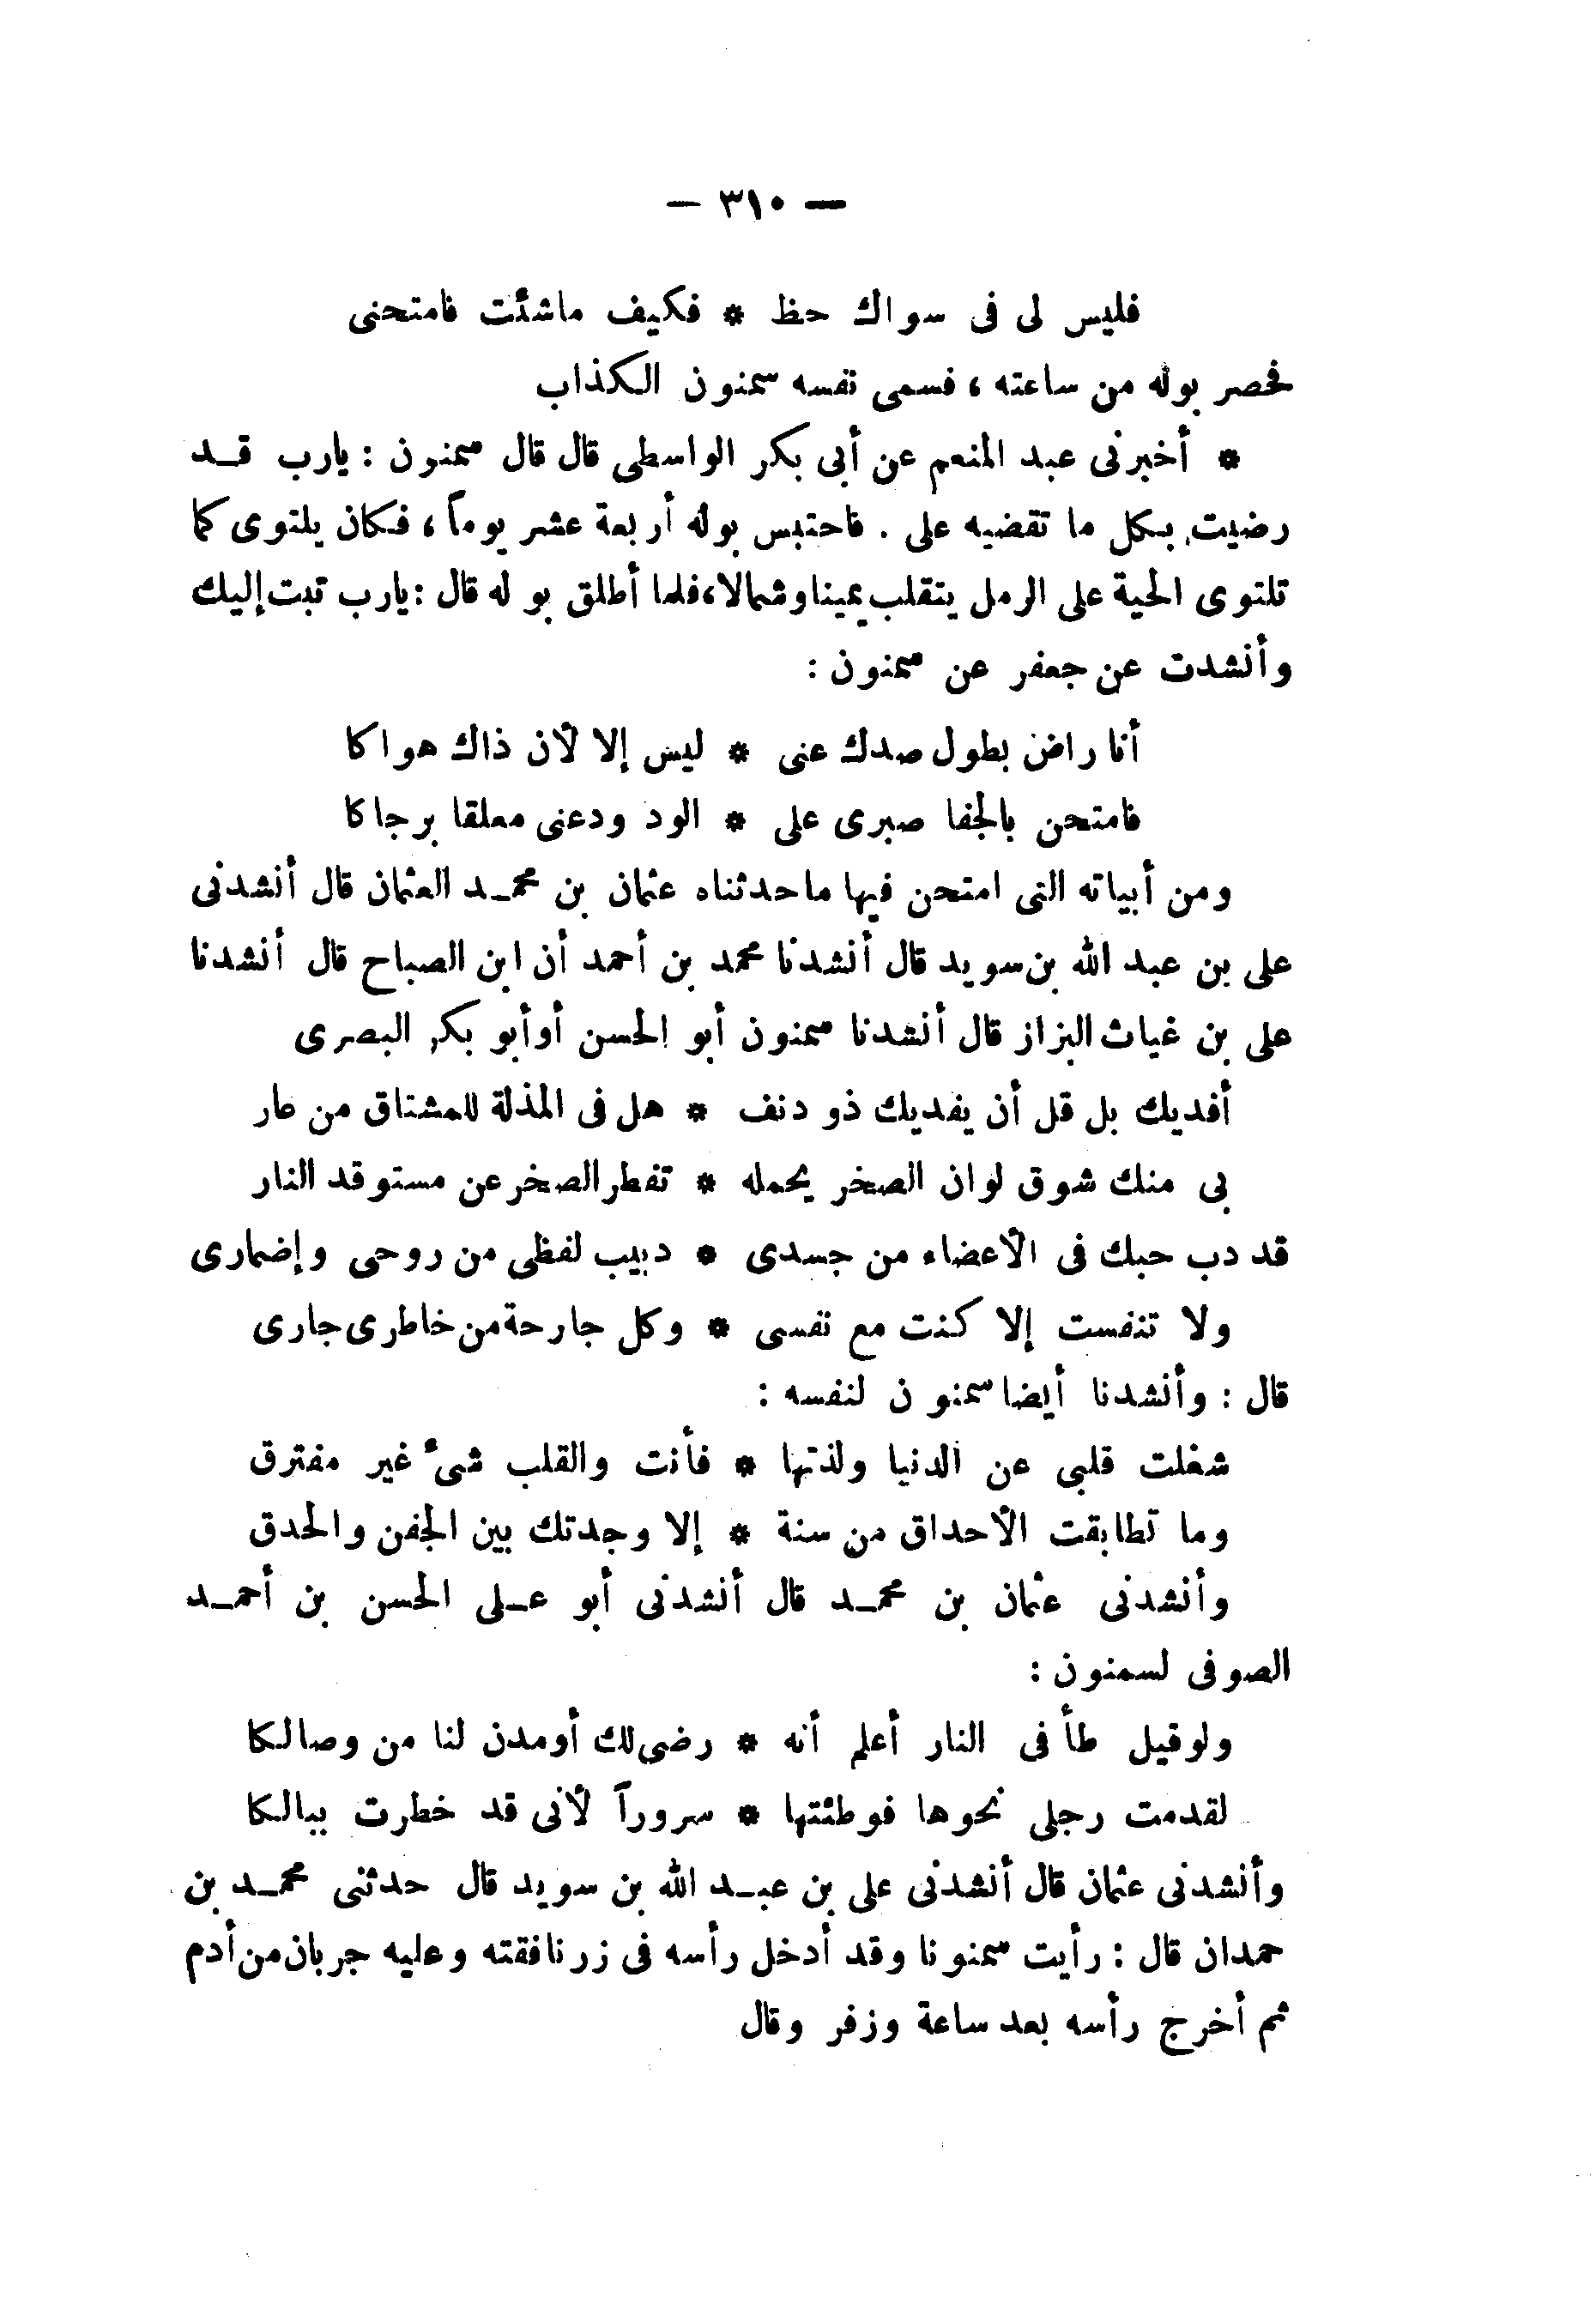 — ٣١٠ —
فليس لى فى سواك حظ * فكيف ماشئت فامتحنى
فحصر بوله من ساعته ، فسمى نفسه سمنون الكذاب
* أخبرنى عبد المنعم عن أبى بكر الواسطى قال قال سمنون : يارب قد
رضيت بكل ما تقضيه على . فاحتبس بوله أربعة عشر يوماً ، فكان يلتوى كما
تلتوى الحية على الرمل يتقلب يمينا وشمالا ، فلما أطلق بوله قال : يارب تبت إليك
وأنشدت عن جعفر عن سمنون :
أنا راض بطول صدك عنى * ليس إلا لأن ذاك هواكا
فامتحن بالجفا صبرى على * الود ودعنى معلقا برجاكا
ومن أبياته التى امتحن فيها ماحدثناه عثمان بن محمد العثمان قال أنشدنى
على بن عبد الله بن سويد قال أنشدنا محمد بن أحمد أن ابن الصباح قال أنشدنا
على بن غياث البزاز قال أنشدنا سمنون أبو الحسن أوأبو بكر البصرى
أفديك بل قل أن يفديك ذو دنف * هل فى المذلة للمشتاق من عار
بى منك شوق لوان الصخر يحمله * تفطر الصخر عن مستوقد النار
قد دب حبك فى الأعضاء من جسدى * دبيب لفظى من روحى وإضمارى
ولا تنفست إلا كنت مع نفسى * وكل جارحة من خاطرى جارى
قال : وأنشدنا أيضا سمنون لنفسه :
شغلت قلبى عن الدنيا ولذتها * فأنت والقلب شىء غير مفترق
وما تطابقت الأحداق من سنة * إلا وجدتك بين الجفن والحدق
وأنشدنى عثمان بن محمد قال أنشدنى أبو على الحسن بن أحمد
الصوفى لسمنون :
ولوقيل طأ فى النار أعلم أنه * رضى لك أومدن لنا من وصالكا
لقدمت رجلى نحوها فوطئتها * سروراً لأنى قد خطرت ببالكا
وأنشدنى عثمان قال أنشدنى على بن عبد الله بن سويد قال حدثنى محمد بن
حمدان قال : رأيت سمنونا وقد أدخل رأسه فى زرنافقته وعليه جربان من أدم
ثم أخرج رأسه بعد ساعة وزفر وقال